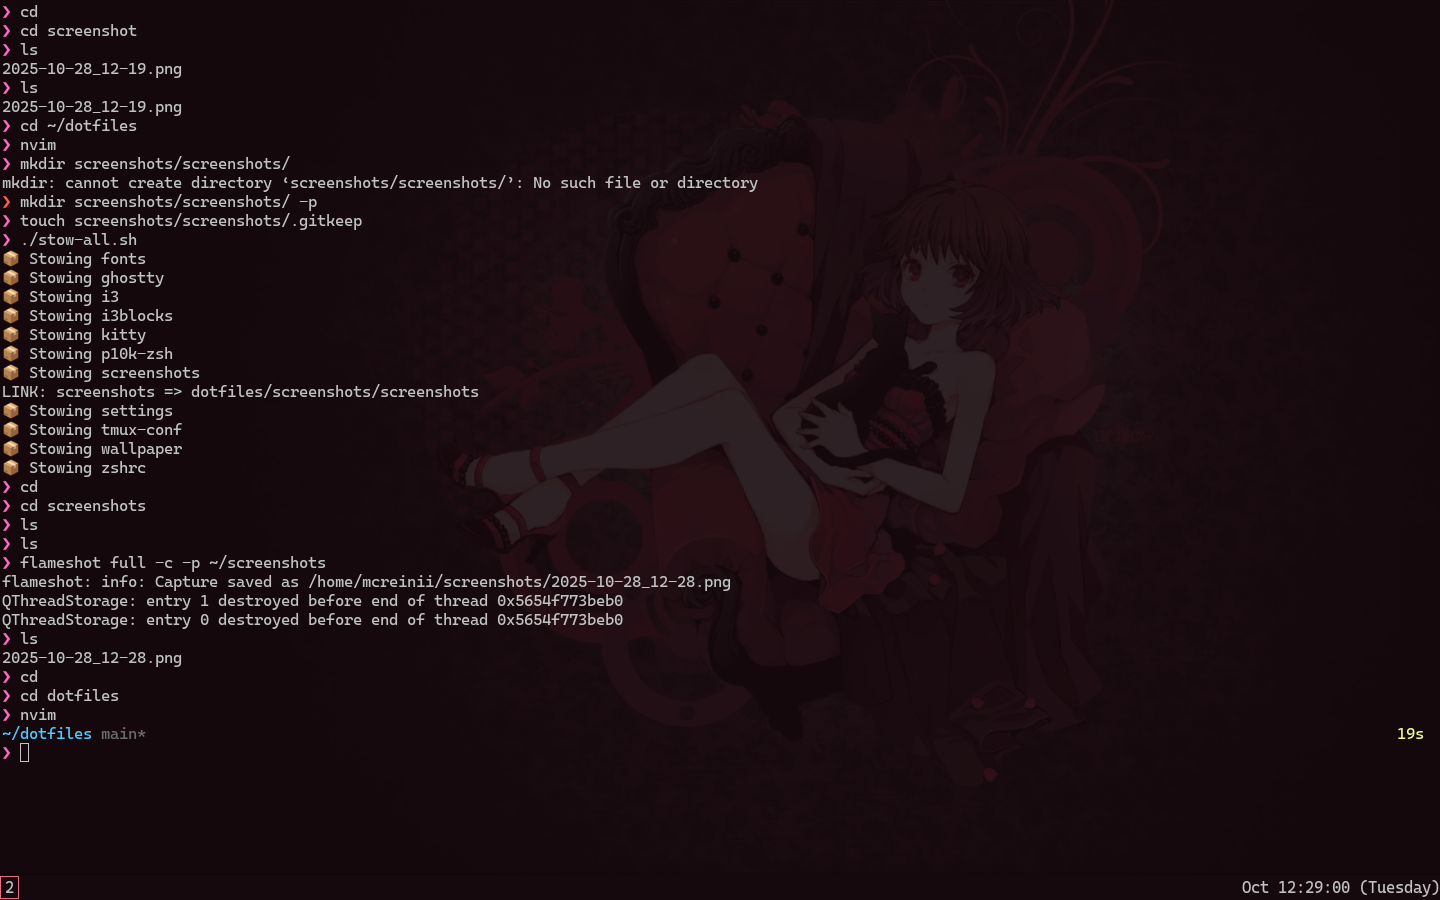 ❯ cd
❯ cd screenshot
❯ ls
2025-10-28_12-19.png
❯ ls
2025-10-28_12-19.png
❯ cd ~/dotfiles
❯ nvim
❯ mkdir screenshots/screenshots/
mkdir: cannot create directory ‘screenshots/screenshots/’: No such file or directory
❯ mkdir screenshots/screenshots/ -p
❯ touch screenshots/screenshots/.gitkeep
❯ ./stow-all.sh
📦 Stowing fonts
📦 Stowing ghostty
📦 Stowing i3
📦 Stowing i3blocks
📦 Stowing kitty
📦 Stowing p10k-zsh
📦 Stowing screenshots
LINK: screenshots => dotfiles/screenshots/screenshots
📦 Stowing settings
📦 Stowing tmux-conf
📦 Stowing wallpaper
📦 Stowing zshrc
❯ cd
❯ cd screenshots
❯ ls
❯ ls
❯ flameshot full -c -p ~/screenshots
flameshot: info: Capture saved as /home/mcreinii/screenshots/2025-10-28_12-28.png
QThreadStorage: entry 1 destroyed before end of thread 0x5654f773beb0
QThreadStorage: entry 0 destroyed before end of thread 0x5654f773beb0
❯ ls
2025-10-28_12-28.png
❯ cd
❯ cd dotfiles
❯ nvim
~/dotfiles main* 19s
❯
2 Oct 12:29:00 (Tuesday)